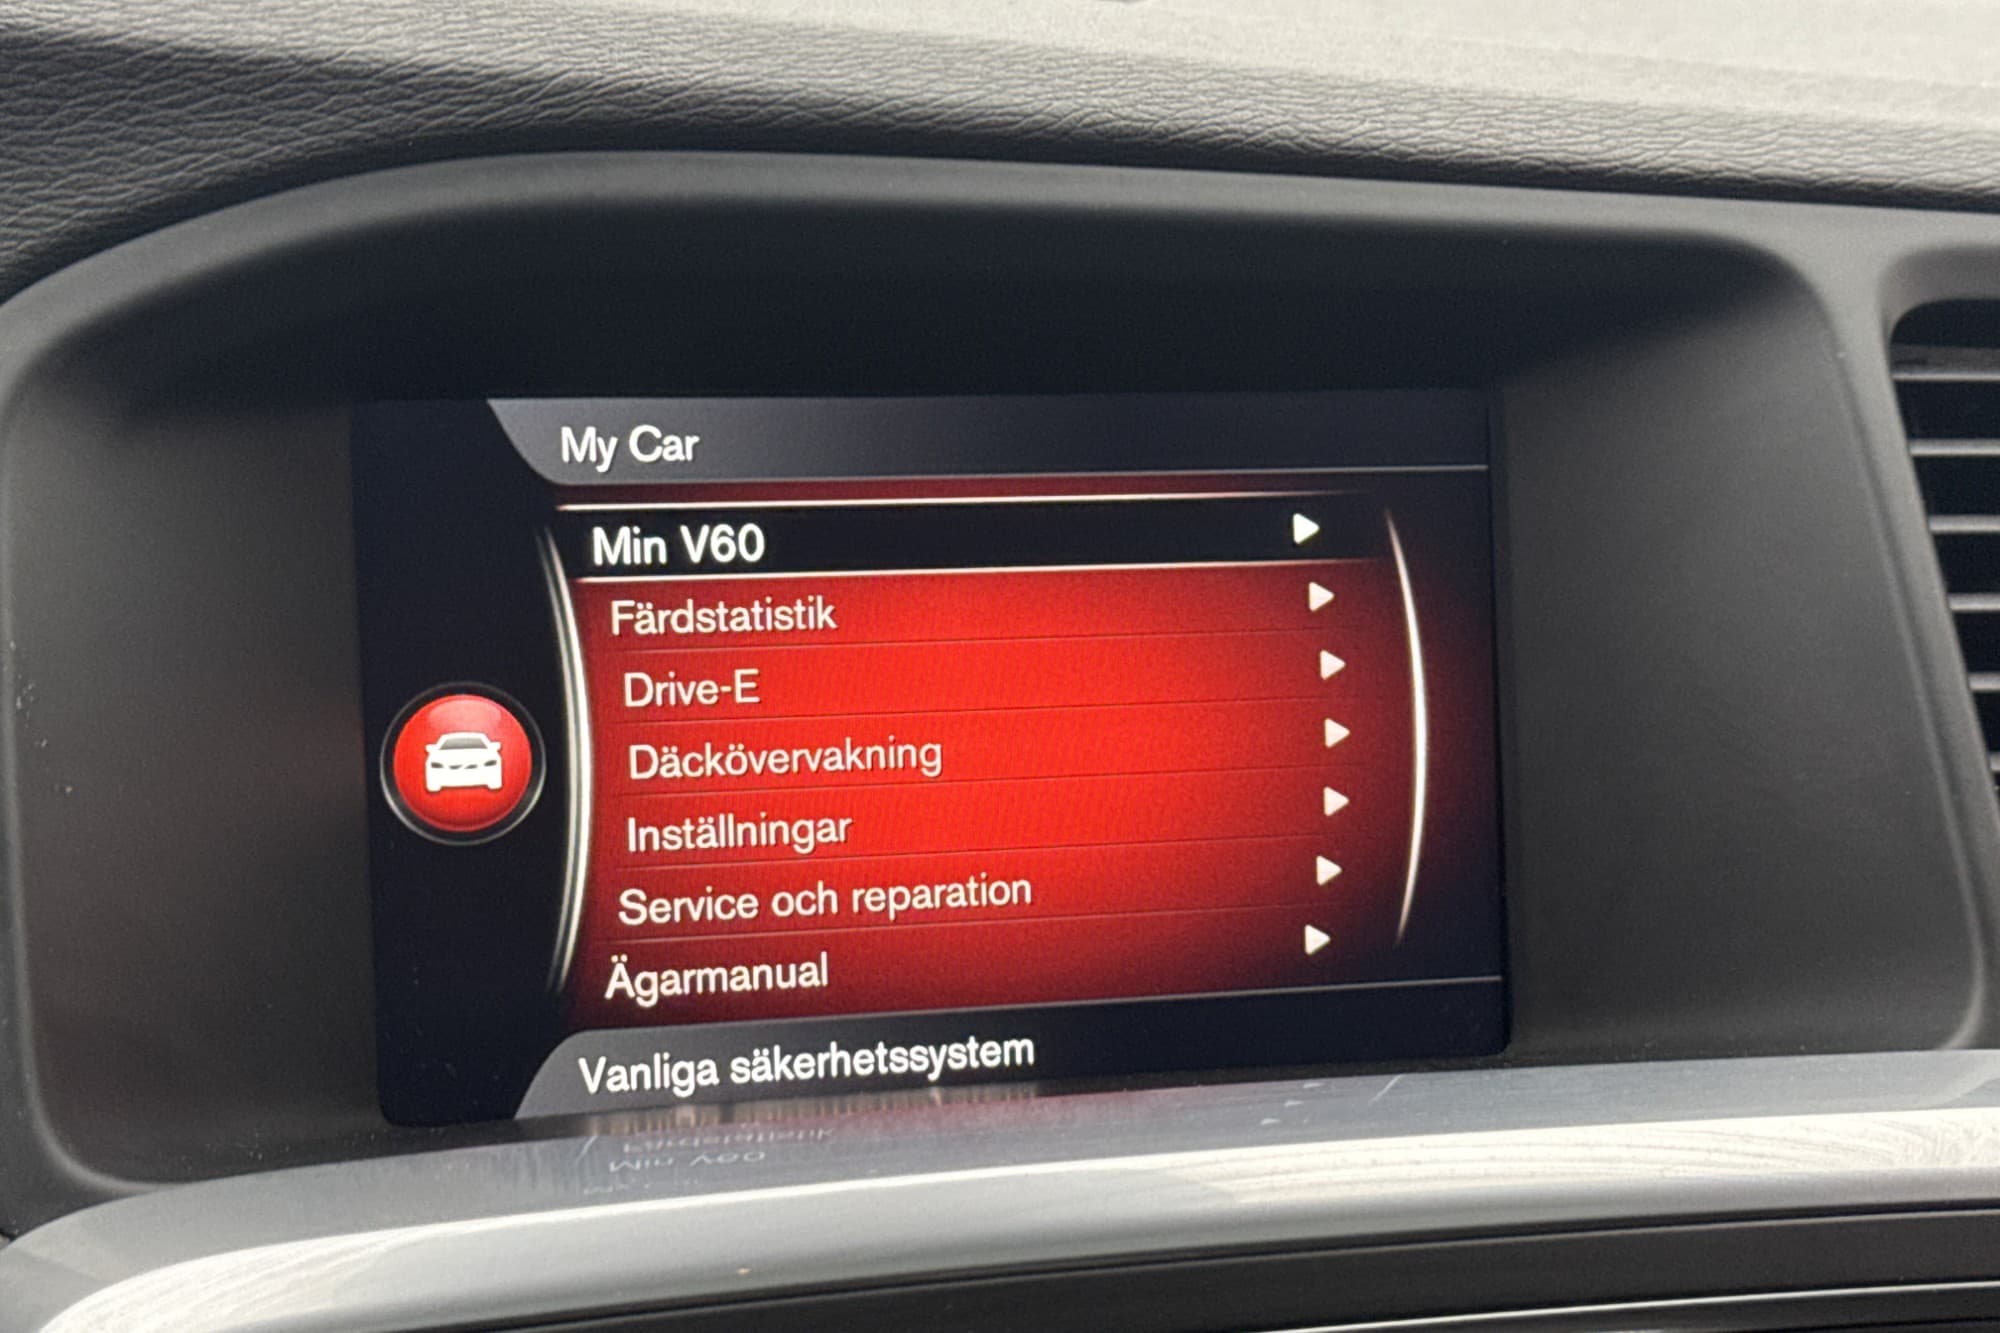 My Car
Min V60
Färdstatistik
Drive-E
Däckövervakning
Inställningar
Service och reparation
Ägarmanual
Vanliga säkerhetssystem